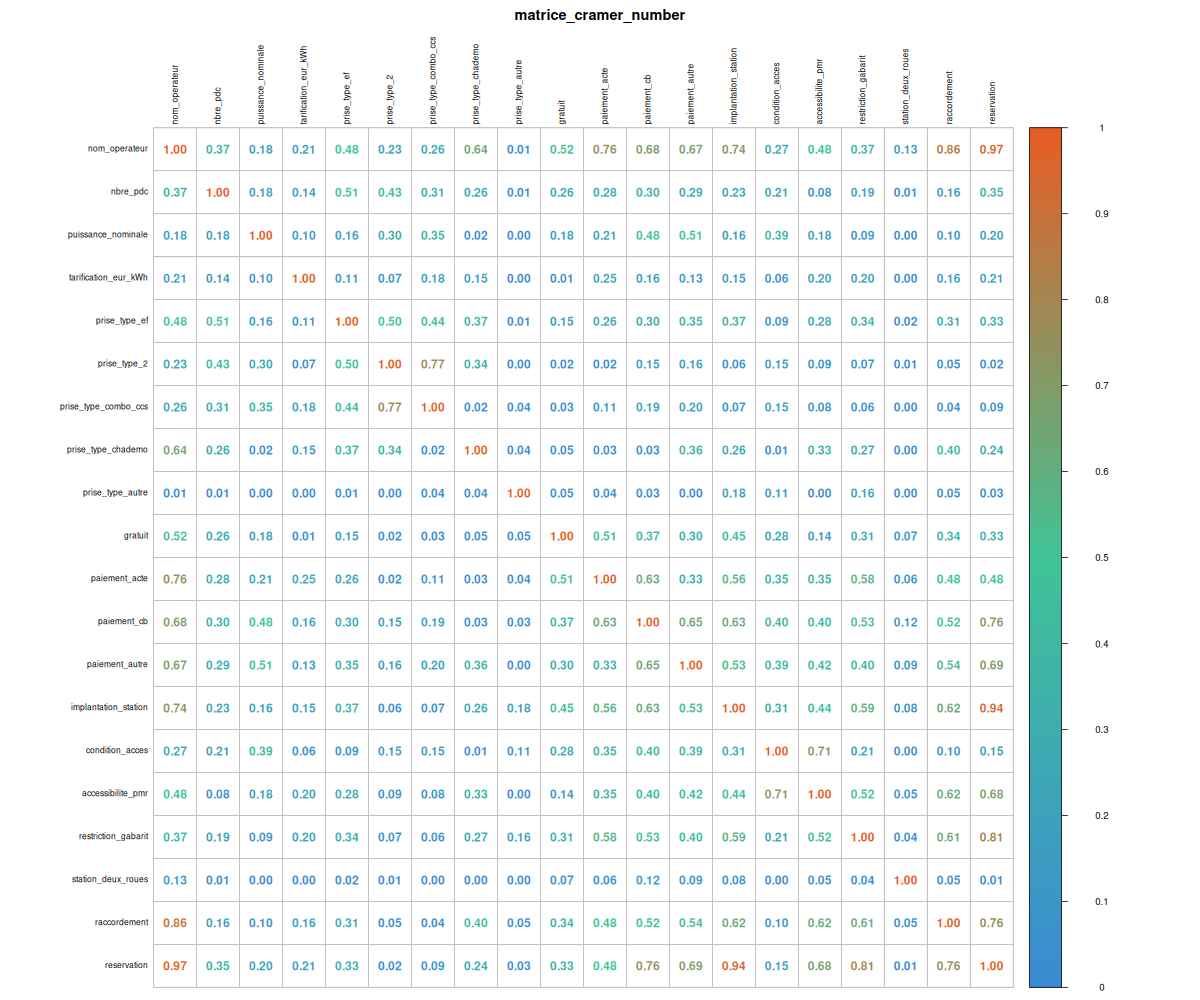 matrice_cramer_number
nom_operateur nbre_pdc puissance_nominale tarification_eur_kWh prise_type_ef prise_type_2 prise_type_combo_ccs prise_type_chademo prise_type_autre gratuit paiement_acte paiement_cb paiement_autre implantation_station condition_acces accessibilite_pmr restriction_gabarit station_deux_roues raccordement reservation
nom_operateur 1.00 0.37 0.18 0.21 0.48 0.23 0.26 0.64 0.01 0.52 0.76 0.68 0.67 0.74 0.27 0.48 0.37 0.13 0.86 0.97
nbre_pdc 0.37 1.00 0.18 0.14 0.51 0.43 0.31 0.26 0.01 0.26 0.28 0.30 0.29 0.23 0.21 0.08 0.19 0.01 0.16 0.35
puissance_nominale 0.18 0.18 1.00 0.10 0.16 0.30 0.35 0.02 0.00 0.18 0.21 0.48 0.51 0.16 0.39 0.18 0.09 0.00 0.10 0.20
tarification_eur_kWh 0.21 0.14 0.10 1.00 0.11 0.07 0.18 0.15 0.00 0.01 0.25 0.16 0.13 0.15 0.06 0.20 0.20 0.00 0.16 0.21
prise_type_ef 0.48 0.51 0.16 0.11 1.00 0.50 0.44 0.37 0.01 0.15 0.26 0.30 0.35 0.37 0.09 0.28 0.34 0.02 0.31 0.33
prise_type_2 0.23 0.43 0.30 0.07 0.50 1.00 0.77 0.34 0.00 0.02 0.02 0.15 0.16 0.06 0.15 0.09 0.07 0.01 0.05 0.02
prise_type_combo_ccs 0.26 0.31 0.35 0.18 0.44 0.77 1.00 0.02 0.04 0.03 0.11 0.19 0.20 0.07 0.15 0.08 0.06 0.00 0.04 0.09
prise_type_chademo 0.64 0.26 0.02 0.15 0.37 0.34 0.02 1.00 0.04 0.05 0.03 0.03 0.36 0.26 0.01 0.33 0.27 0.00 0.40 0.24
prise_type_autre 0.01 0.01 0.00 0.00 0.01 0.00 0.04 0.04 1.00 0.05 0.04 0.03 0.00 0.18 0.11 0.00 0.16 0.00 0.05 0.03
gratuit 0.52 0.26 0.18 0.01 0.15 0.02 0.03 0.05 0.05 1.00 0.51 0.37 0.30 0.45 0.28 0.14 0.31 0.07 0.34 0.33
paiement_acte 0.76 0.28 0.21 0.25 0.26 0.02 0.11 0.03 0.04 0.51 1.00 0.63 0.33 0.56 0.35 0.35 0.58 0.06 0.48 0.48
paiement_cb 0.68 0.30 0.48 0.16 0.30 0.15 0.19 0.03 0.03 0.37 0.63 1.00 0.65 0.63 0.40 0.40 0.53 0.12 0.52 0.76
paiement_autre 0.67 0.29 0.51 0.13 0.35 0.16 0.20 0.36 0.00 0.30 0.33 0.65 1.00 0.53 0.39 0.42 0.40 0.09 0.54 0.69
implantation_station 0.74 0.23 0.16 0.15 0.37 0.06 0.07 0.26 0.18 0.45 0.56 0.63 0.53 1.00 0.31 0.44 0.59 0.08 0.62 0.94
condition_acces 0.27 0.21 0.39 0.06 0.09 0.15 0.15 0.01 0.11 0.28 0.35 0.40 0.39 0.31 1.00 0.71 0.21 0.00 0.10 0.15
accessibilite_pmr 0.48 0.08 0.18 0.20 0.28 0.09 0.08 0.33 0.00 0.14 0.35 0.40 0.42 0.44 0.71 1.00 0.52 0.05 0.62 0.68
restriction_gabarit 0.37 0.19 0.09 0.20 0.34 0.07 0.06 0.27 0.16 0.31 0.58 0.53 0.40 0.59 0.21 0.52 1.00 0.04 0.61 0.81
station_deux_roues 0.13 0.01 0.00 0.00 0.02 0.01 0.00 0.00 0.00 0.07 0.06 0.12 0.09 0.08 0.00 0.05 0.04 1.00 0.05 0.01
raccordement 0.86 0.16 0.10 0.16 0.31 0.05 0.04 0.40 0.05 0.34 0.48 0.52 0.54 0.62 0.10 0.62 0.61 0.05 1.00 0.76
reservation 0.97 0.35 0.20 0.21 0.33 0.02 0.09 0.24 0.03 0.33 0.48 0.76 0.69 0.94 0.15 0.68 0.81 0.01 0.76 1.00
1
0.9
0.8
0.7
0.6
0.5
0.4
0.3
0.2
0.1
0